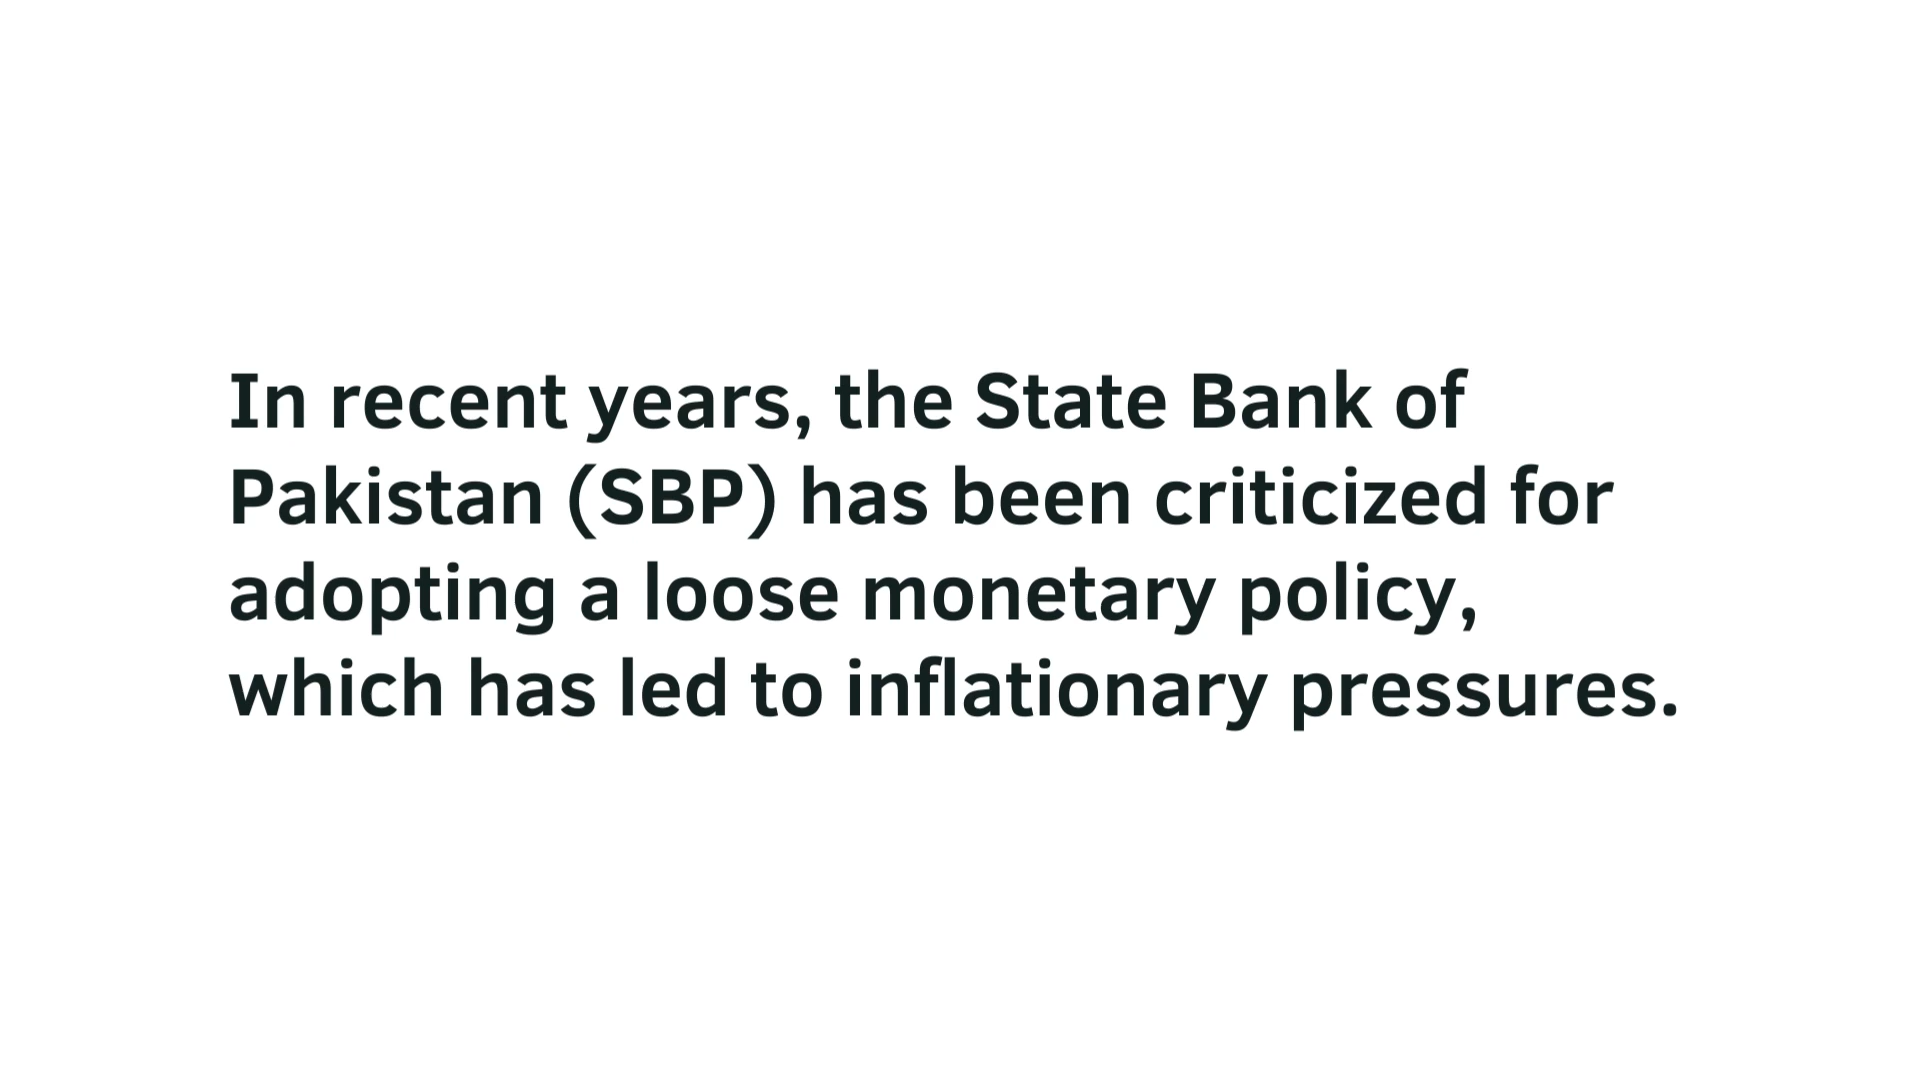 In recent years, the State Bank of
Pakistan (SBP) has been criticized for
adopting a loose monetary policy,
which has led to inflationary pressures.